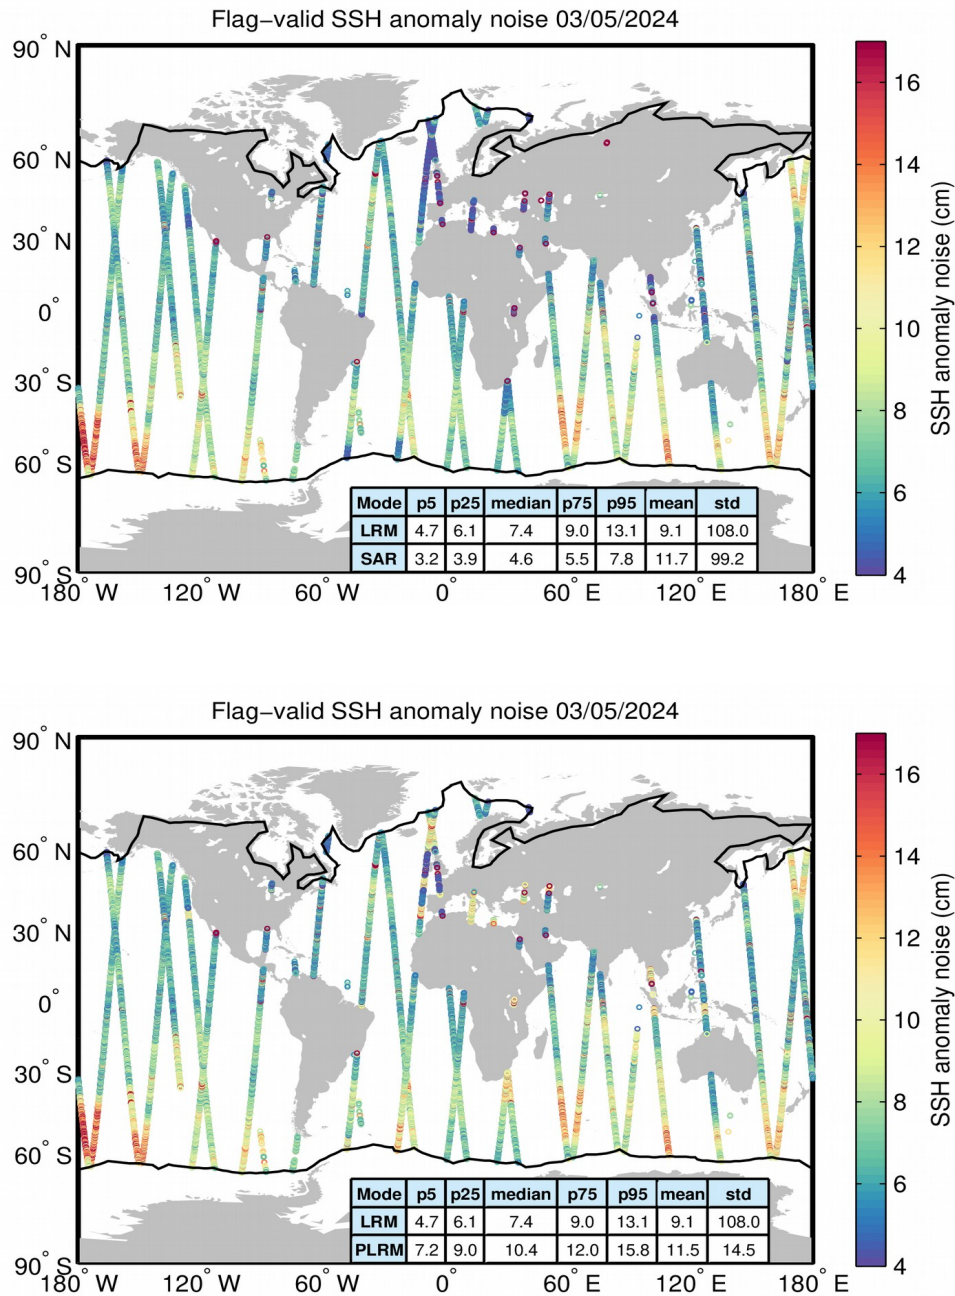 Flag−valid SSH anomaly noise 03/05/2024
90° N
60° N
30° N
0°
30° S
60° S
90° S
180° W
120° W
60° W
0°
60° E
120° E
180° E
16
14
12
10
8
6
4
SSH anomaly noise (cm)
Mode p5 p25 median p75 p95 mean std
LRM 4.7 6.1 7.4 9.0 13.1 9.1 108.0
SAR 3.2 3.9 4.6 5.5 7.8 11.7 99.2
Flag−valid SSH anomaly noise 03/05/2024
90° N
60° N
30° N
0°
30° S
60° S
90° S
180° W
120° W
60° W
0°
60° E
120° E
180° E
16
14
12
10
8
6
4
SSH anomaly noise (cm)
Mode p5 p25 median p75 p95 mean std
LRM 4.7 6.1 7.4 9.0 13.1 9.1 108.0
PLRM 7.2 9.0 10.4 12.0 15.8 11.5 14.5